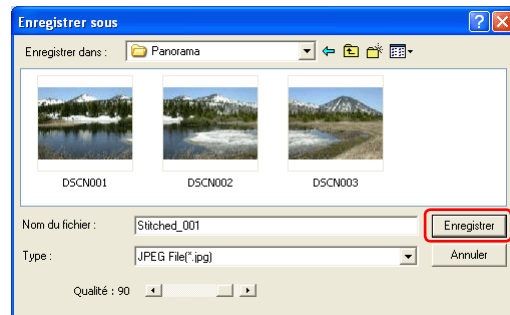 Enregistrer sous
Enregistrer dans : Panorama
DSCN001 DSCN002 DSCN003
Nom du fichier : Stitched_001 Enregistrer
Type : JPEG File(*.jpg) Annuler
Qualité : 90